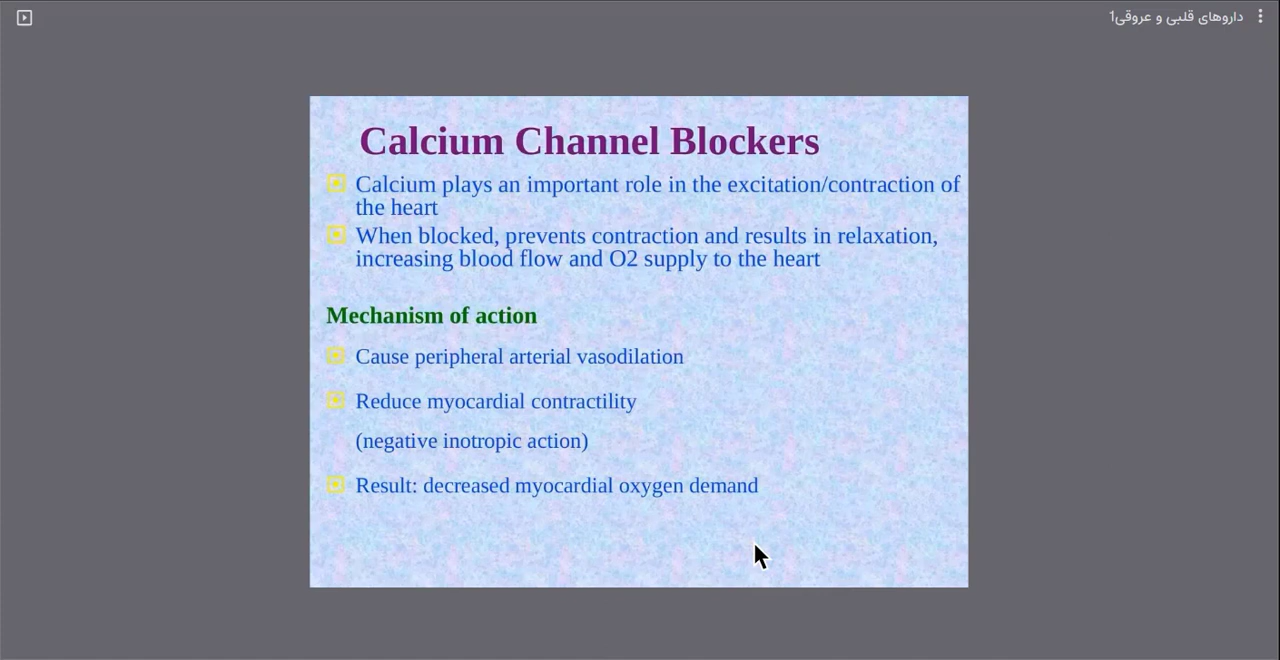 داروهای قلبی و عروقی1
Calcium Channel Blockers
Calcium plays an important role in the excitation/contraction of
the heart
When blocked, prevents contraction and results in relaxation,
increasing blood flow and O2 supply to the heart
Mechanism of action
Cause peripheral arterial vasodilation
Reduce myocardial contractility
(negative inotropic action)
Result: decreased myocardial oxygen demand